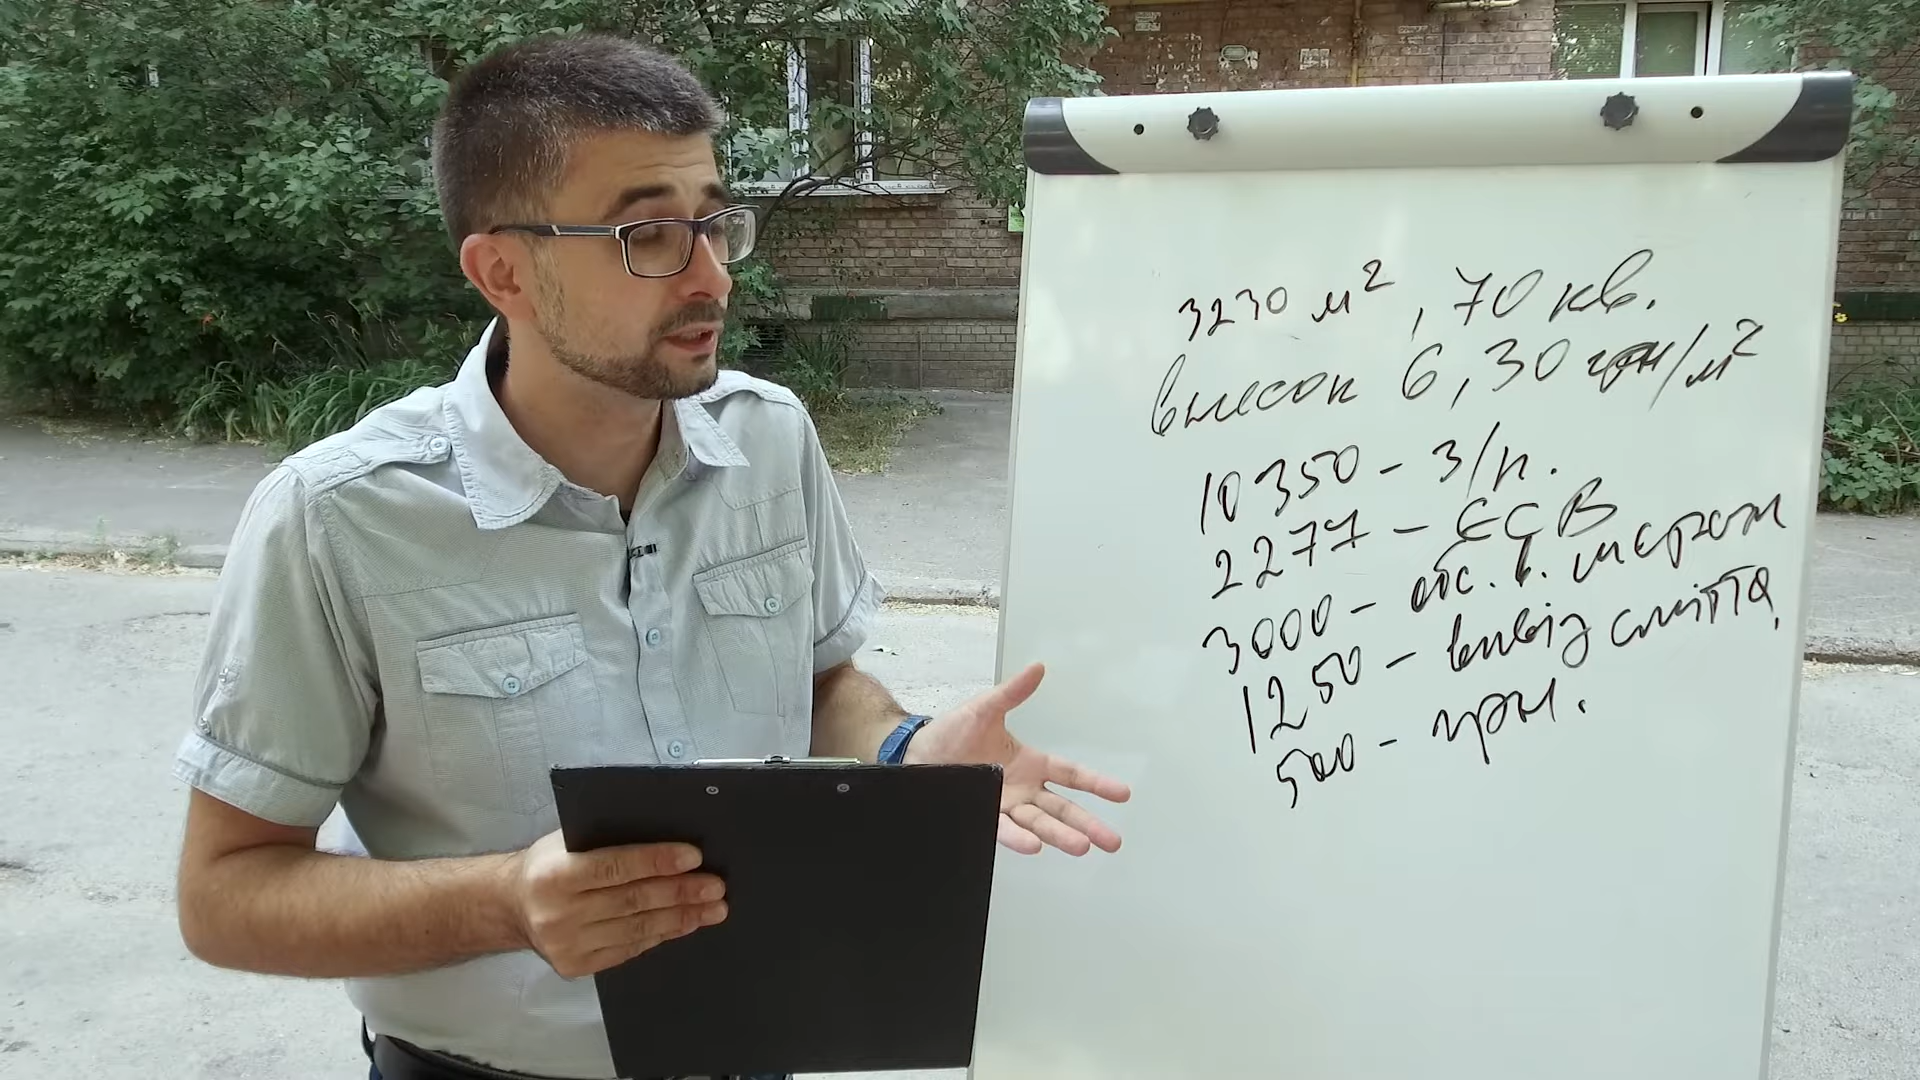 3230 м², 70 кв.
внесок 6,30 грн/м²
10350 - З/п.
2277 - ЄСВ
3000 - обс. в. мереж
1250 - вивіз сміття,
500 - грн.